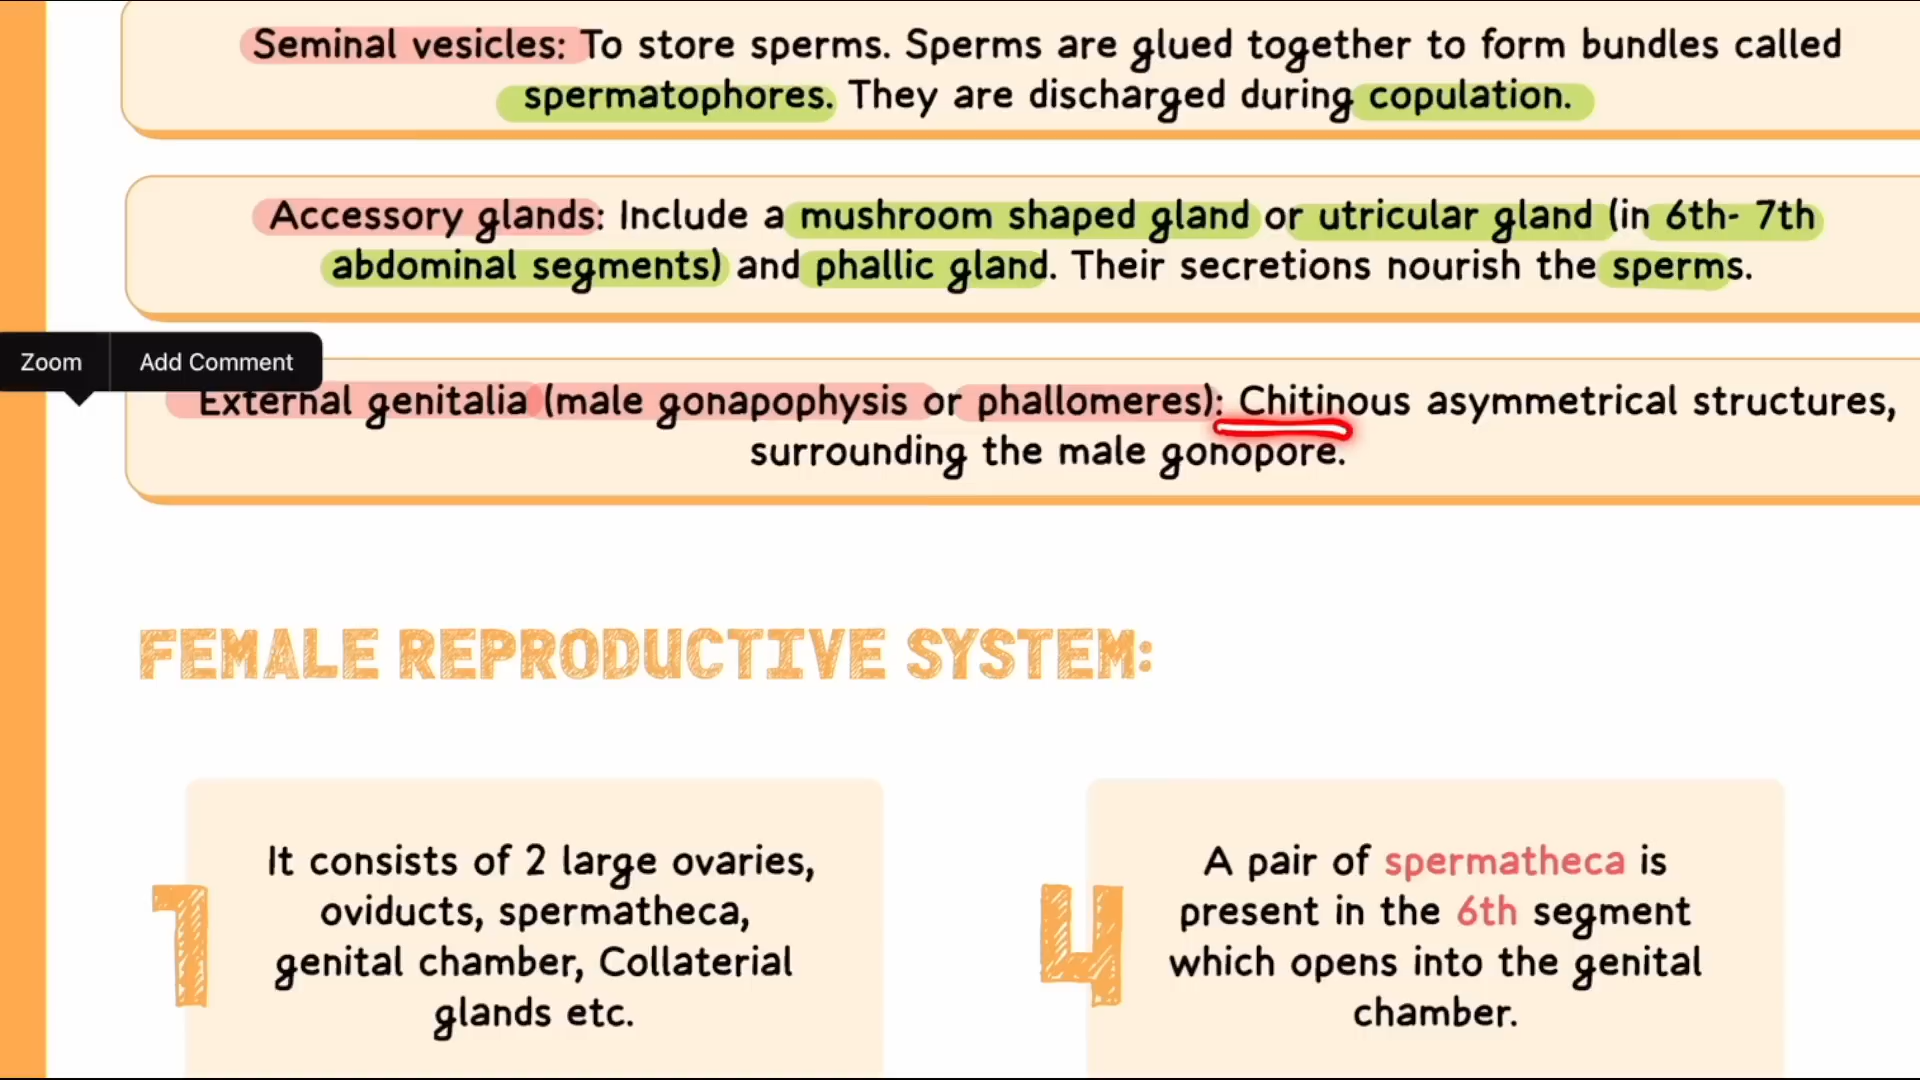 Seminal vesicles: To store sperms. Sperms are glued together to form bundles called
spermatophores. They are discharged during copulation.
Accessory glands: Include a mushroom shaped gland or utricular gland (in 6th- 7th
abdominal segments) and phallic gland. Their secretions nourish the sperms.
Zoom Add Comment
External genitalia (male gonapophysis or phallomeres): Chitinous asymmetrical structures,
surrounding the male gonopore.
FEMALE REPRODUCTIVE SYSTEM:
1
It consists of 2 large ovaries,
oviducts, spermatheca,
genital chamber, Collaterial
glands etc.
4
A pair of spermatheca is
present in the 6th segment
which opens into the genital
chamber.